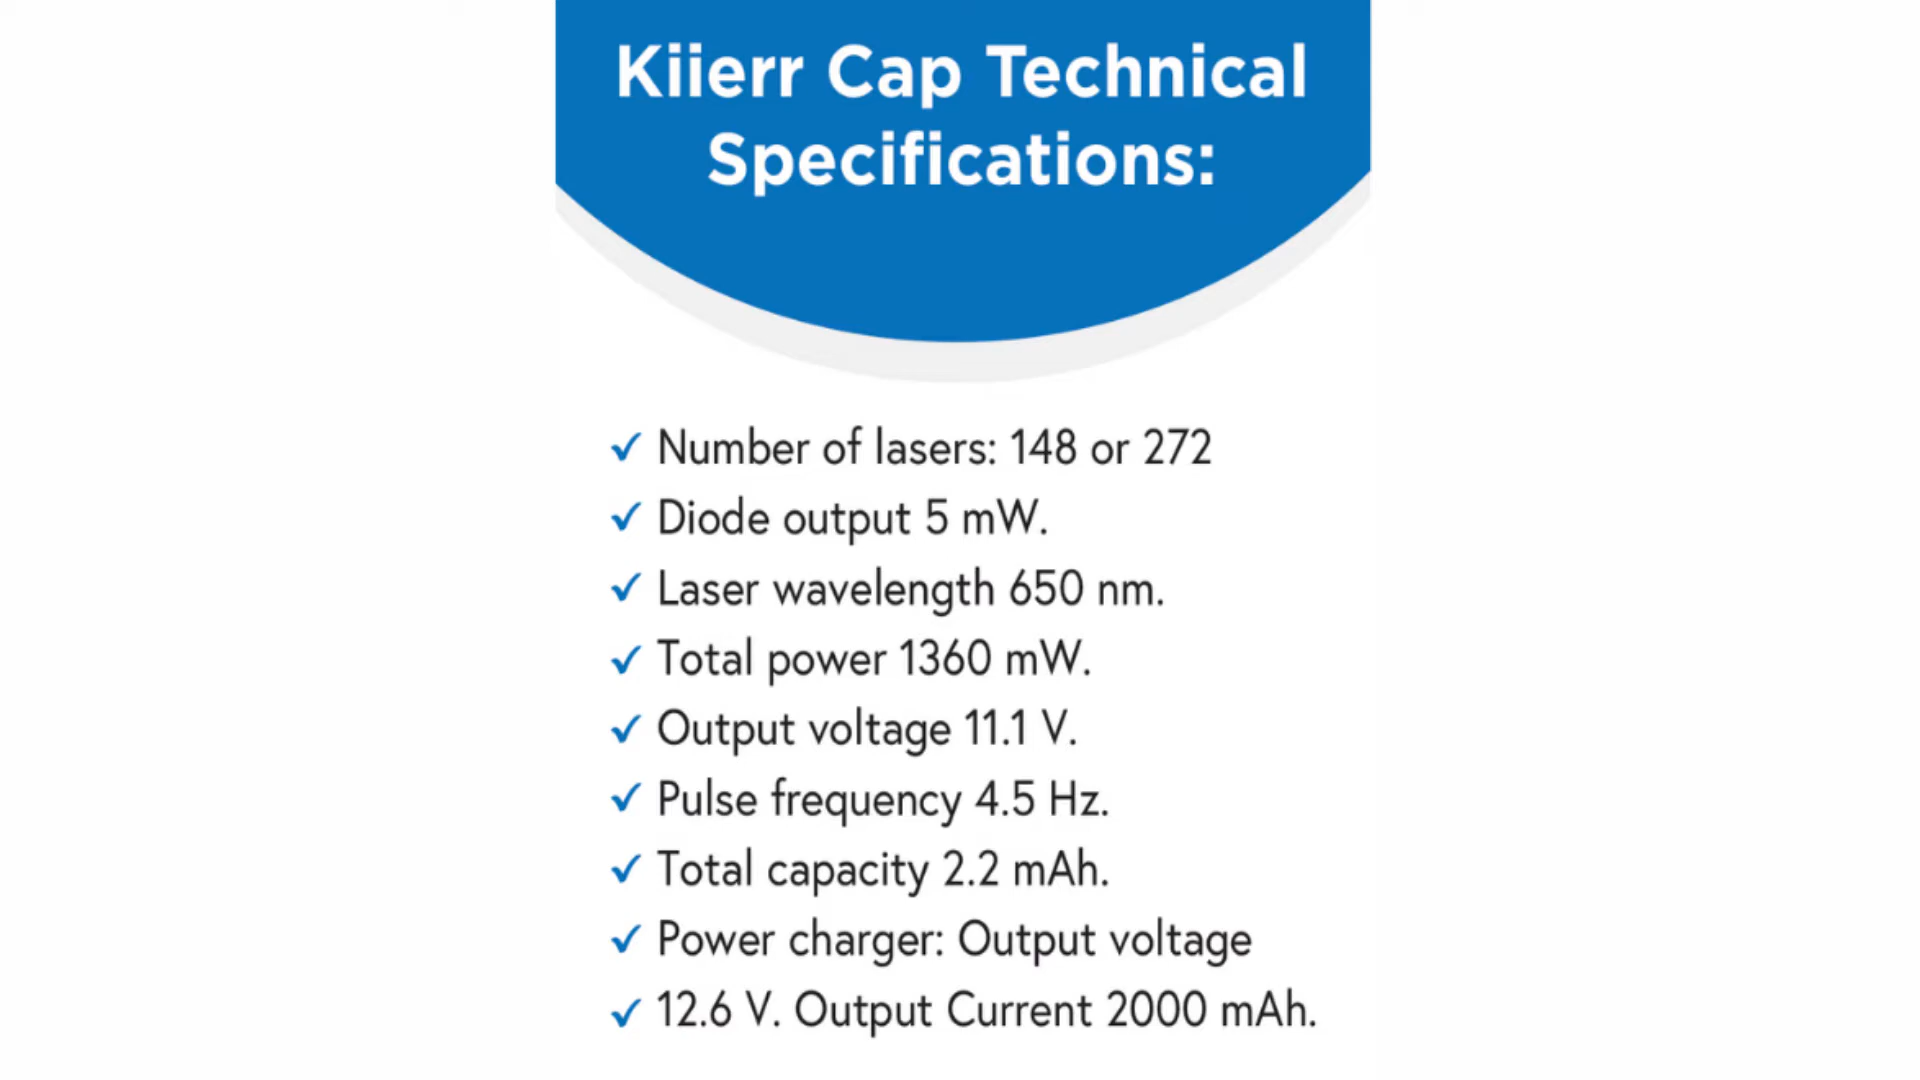 Kiierr Cap Technical
Specifications:
✓ Number of lasers: 148 or 272
✓ Diode output 5 mW.
✓ Laser wavelength 650 nm.
✓ Total power 1360 mW.
✓ Output voltage 11.1 V.
✓ Pulse frequency 4.5 Hz.
✓ Total capacity 2.2 mAh.
✓ Power charger: Output voltage
✓ 12.6 V. Output Current 2000 mAh.